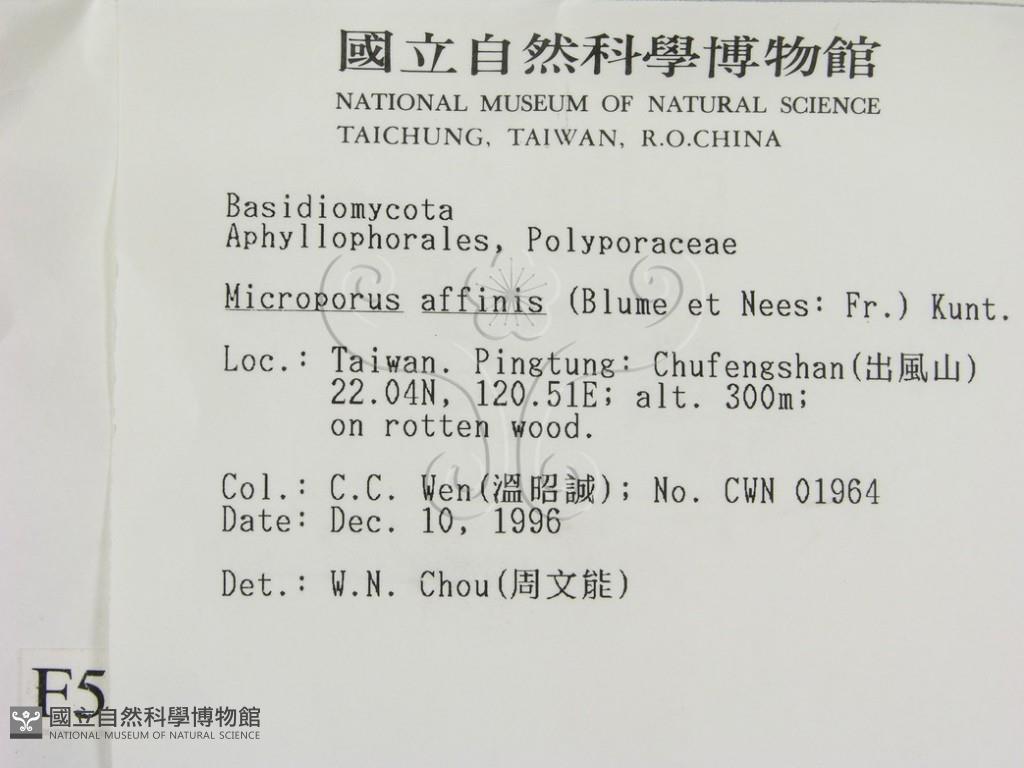 國立自然科學博物館
NATIONAL MUSEUM OF NATURAL SCIENCE
TAICHUNG, TAIWAN, R.O.CHINA
Basidiomycota
Aphyllophorales, Polyporaceae
Microporus affinis (Blume et Nees: Fr.) Kunt.
Loc.: Taiwan. Pingtung: Chufengshan(出風山)
22.04N, 120.51E; alt. 300m;
on rotten wood.
Col.: C.C. Wen(溫昭誠); No. CWN 01964
Date: Dec. 10, 1996
Det.: W.N. Chou(周文能)
F5
國立自然科學博物館
NATIONAL MUSEUM OF NATURAL SCIENCE